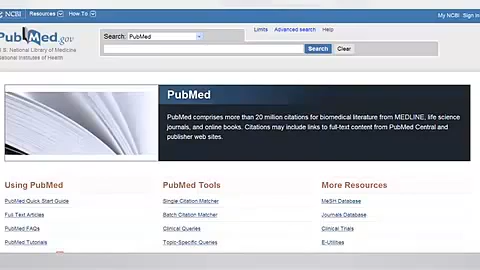 NCBI Resources How To My NCBI Sign in
PubMed.gov
U.S. National Library of Medicine
National Institutes of Health
Search: PubMed
Limits Advanced search Help
Search Clear
PubMed
PubMed comprises more than 20 million citations for biomedical literature from MEDLINE, life science
journals, and online books. Citations may include links to full-text content from PubMed Central and
publisher web sites.
Using PubMed
PubMed Quick Start Guide
Full Text Articles
PubMed FAQs
PubMed Tutorials
PubMed Tools
Single Citation Matcher
Batch Citation Matcher
Clinical Queries
Topic-Specific Queries
More Resources
MeSH Database
Journals Database
Clinical Trials
E-Utilities